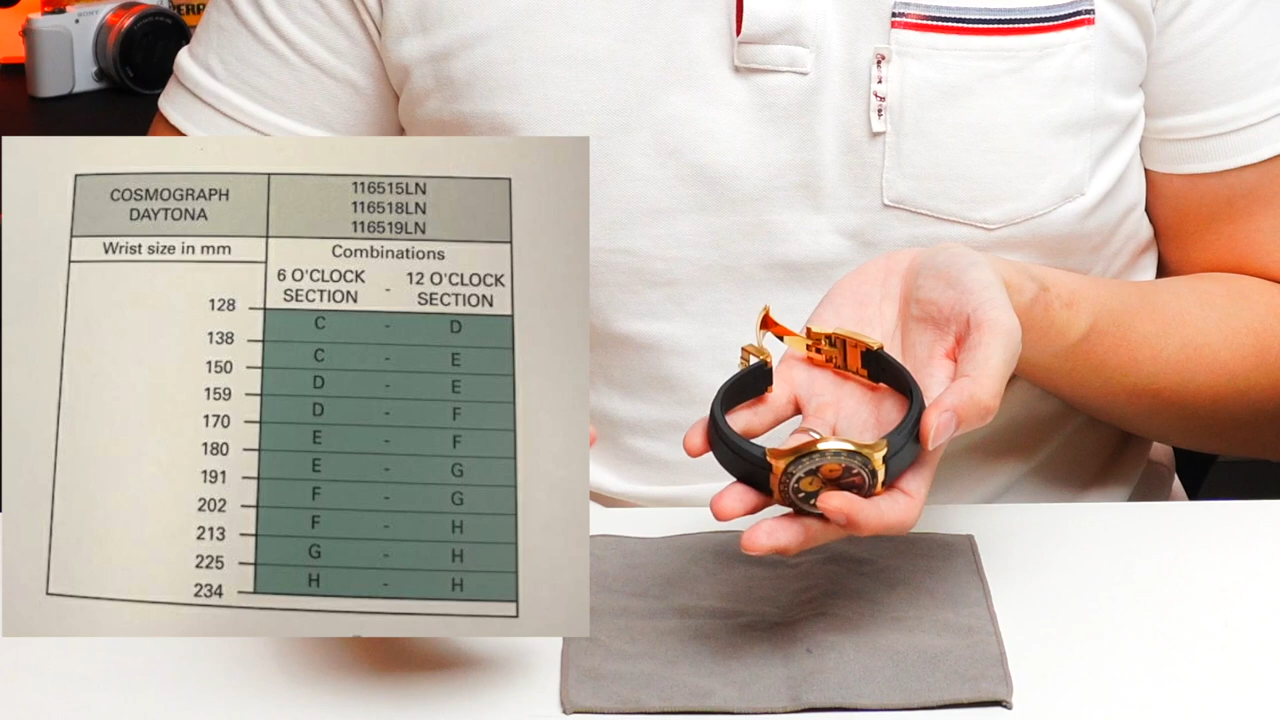 SONY
COSMOGRAPH
DAYTONA
116515LN
116518LN
116519LN
Wrist size in mm
Combinations
6 O'CLOCK
SECTION
-
12 O'CLOCK
SECTION
128
C - D
138
C - E
150
D - E
159
D - F
170
E - F
180
E - G
191
F - G
202
F - H
213
G - H
225
H - H
234